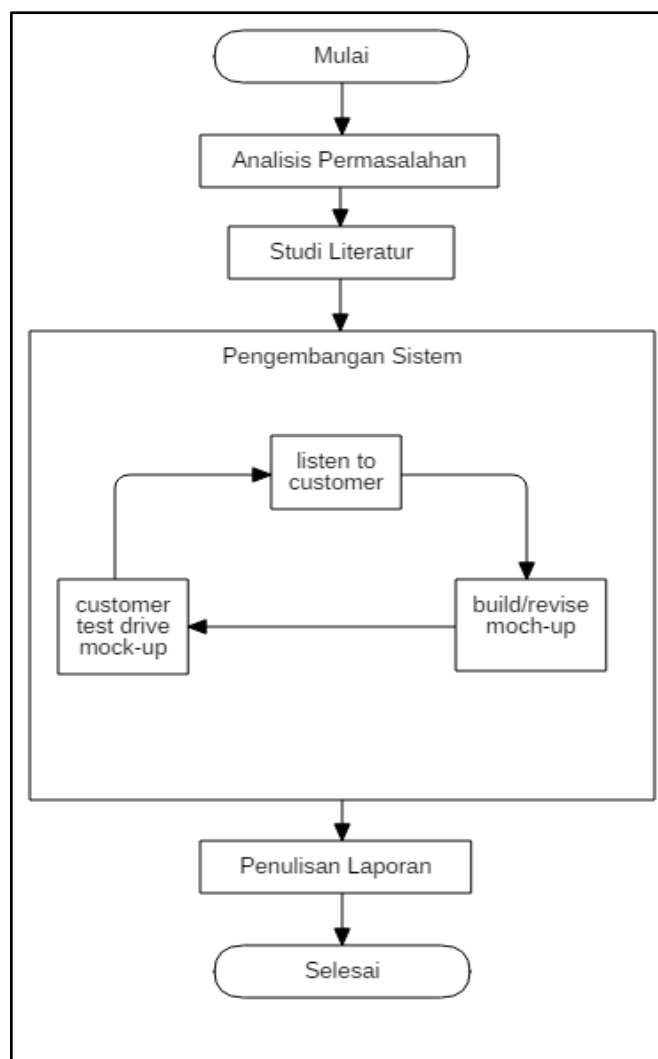 Mulai
Analisis Permasalahan
Studi Literatur
Pengembangan Sistem
listen to
customer
customer
test drive
mock-up
build/revise
moch-up
Penulisan Laporan
Selesai